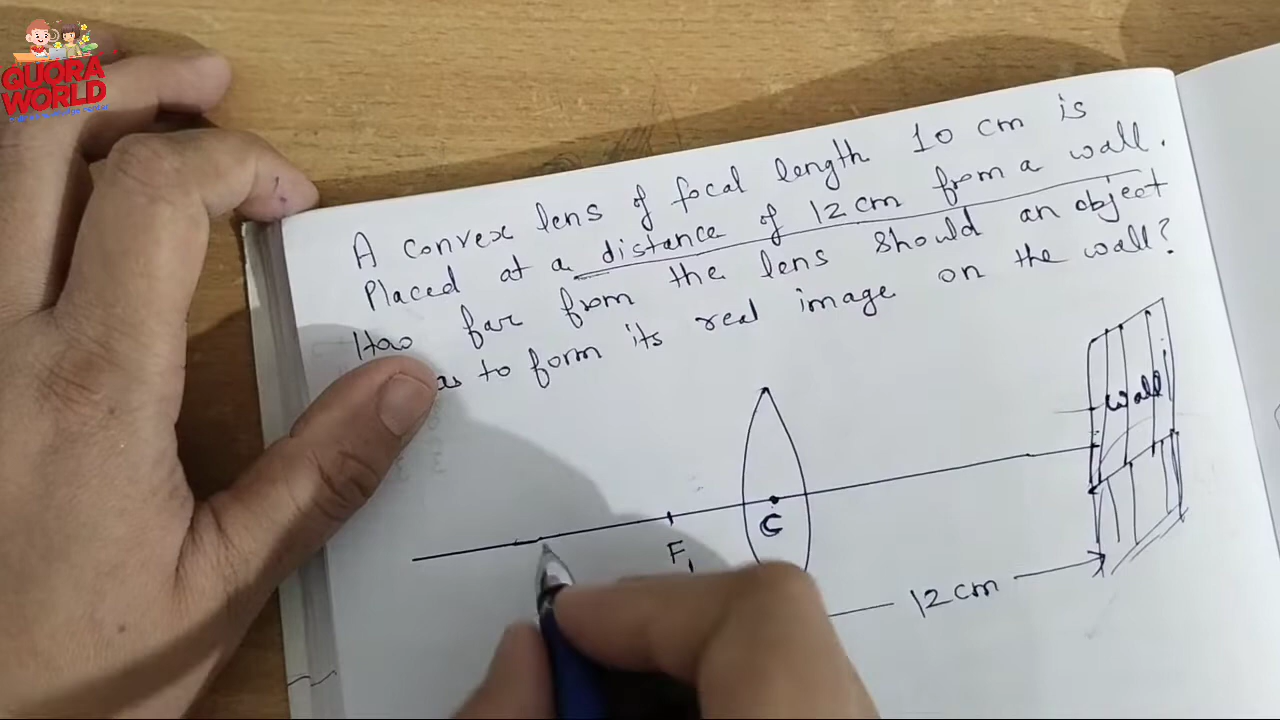 QUORA
WORLD
A convex lens of focal length 10 cm is
Placed at a distance of 12 cm from a wall.
How far from the lens should an object
as to form its real image on the wall?
wall
C
F1
12 cm